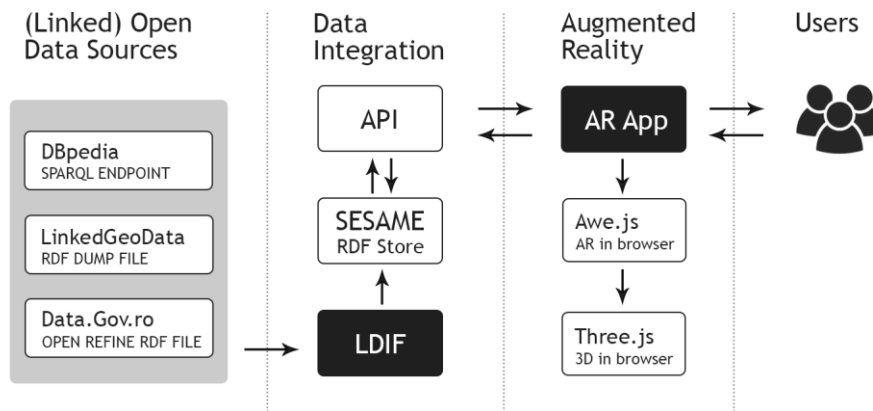 (Linked) Open
Data Sources
DBpedia
SPARQL ENDPOINT
LinkedGeoData
RDF DUMP FILE
Data.Gov.ro
OPEN REFINE RDF FILE
Data
Integration
API
SESAME
RDF Store
LDIF
Augmented
Reality
AR App
Awe.js
AR in browser
Three.js
3D in browser
Users